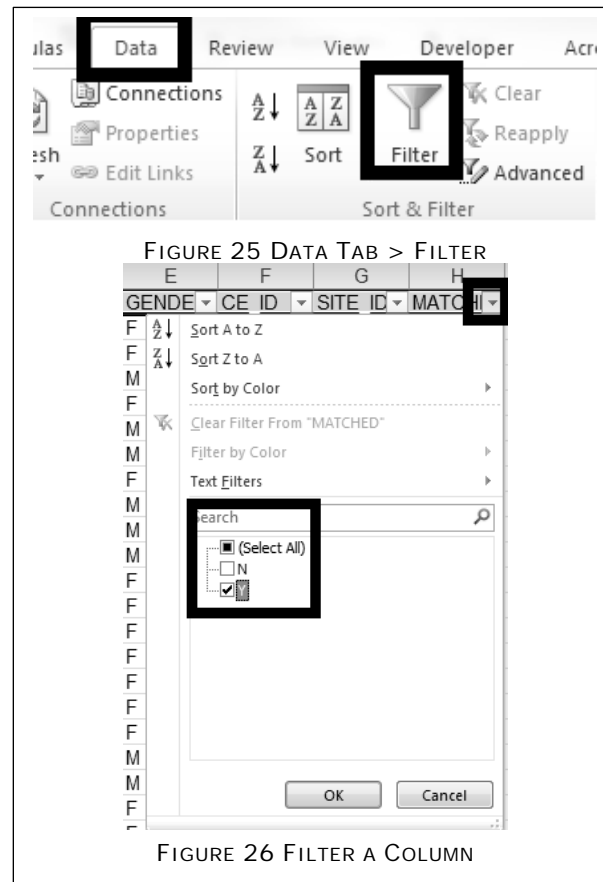 ulas Data Review View Developer Acr
Connections
Properties
esh
Edit Links
A Z
Z A
A Z
Z A
Sort
Filter
Clear
Reapply
Advanced
Connections Sort & Filter
FIGURE 25 DATA TAB > FILTER
E F G H
GENDE CE_ID SITE_ID MATCH
F Sort A to Z
F Sort Z to A
M Sort by Color
F
M Clear Filter From "MATCHED"
M Filter by Color
F Text Filters
M
M Search
M (Select All)
F N
F Y
F
F
F
F
F
M
M OK Cancel
F
FIGURE 26 FILTER A COLUMN